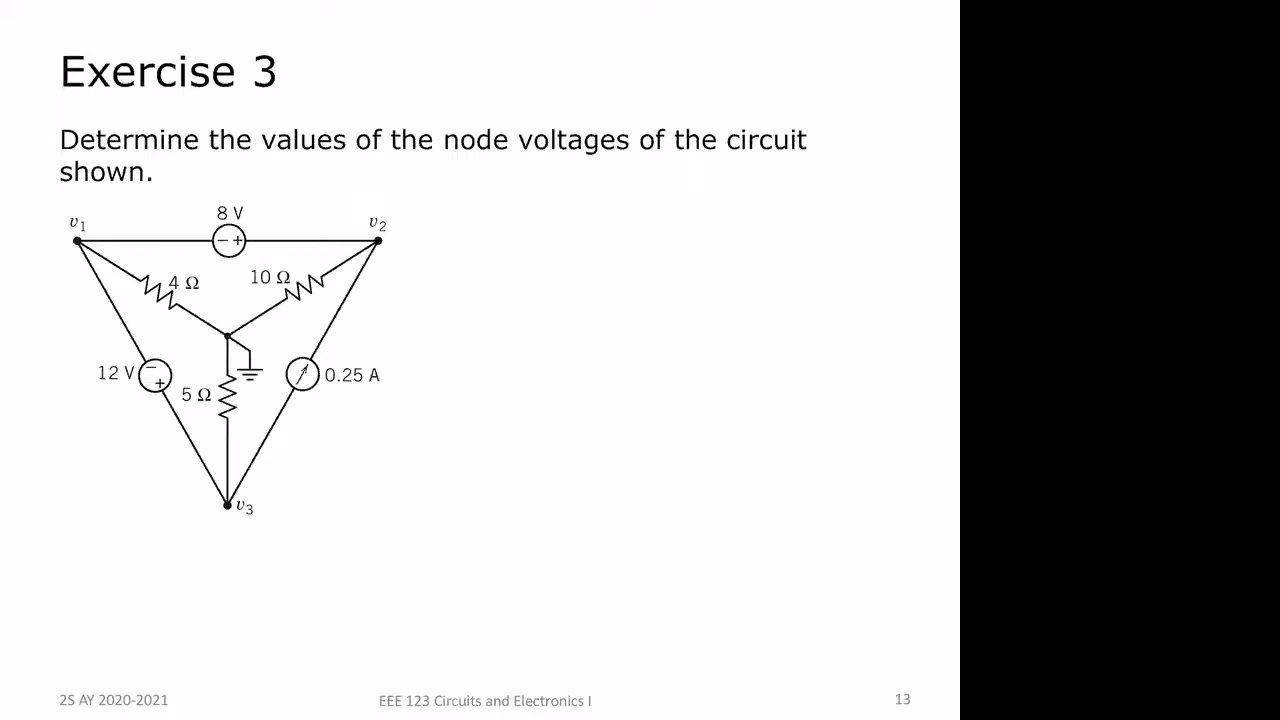 Exercise 3
Determine the values of the node voltages of the circuit
shown.
8 V
v1
v2
− +
4 Ω
10 Ω
12 V
−
+
0.25 A
5 Ω
v3
2S AY 2020-2021
EEE 123 Circuits and Electronics I
13